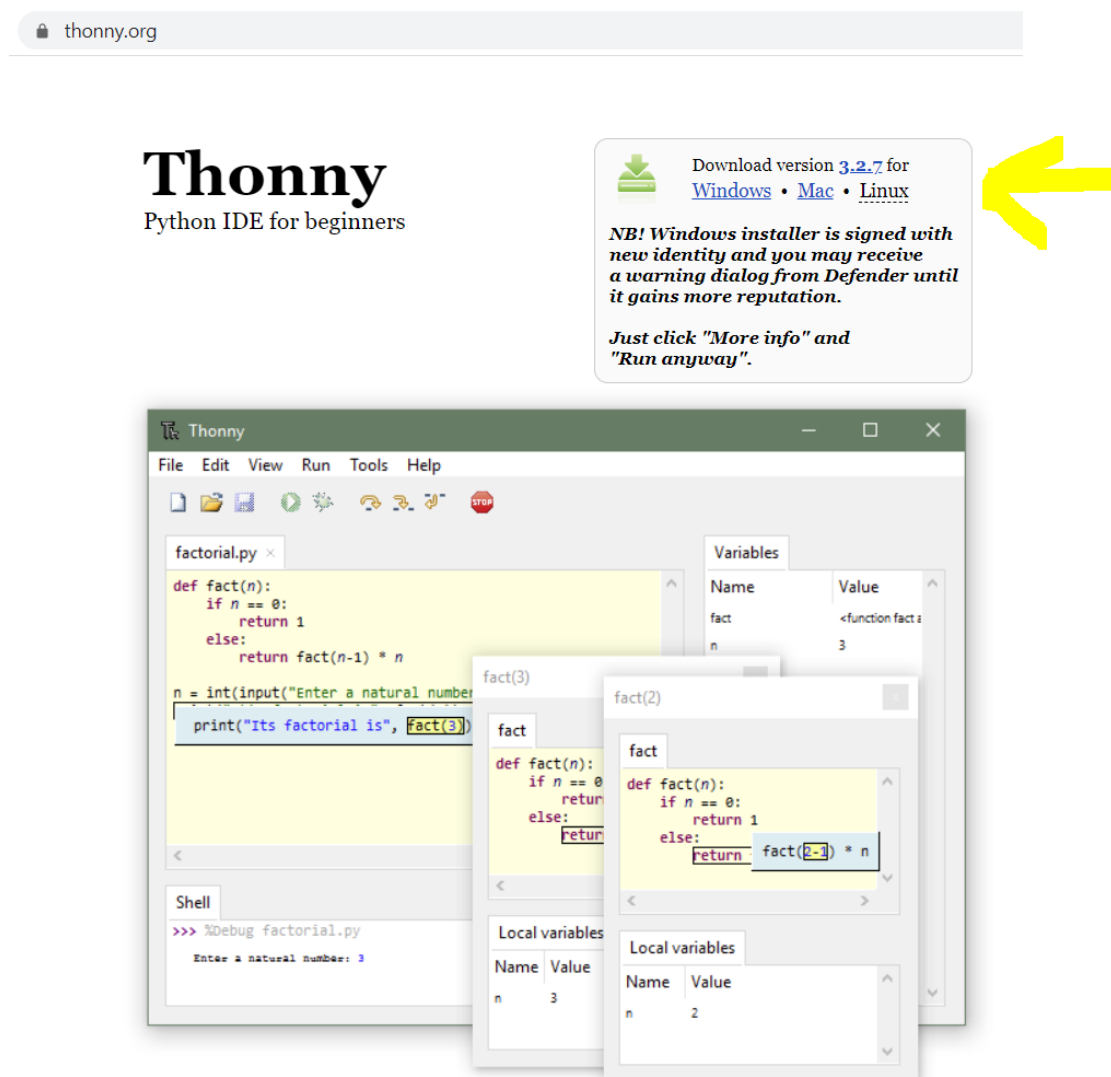 thonny.org
Thonny
Python IDE for beginners
Download version 3.2.7 for
Windows • Mac • Linux
NB! Windows installer is signed with
new identity and you may receive
a warning dialog from Defender until
it gains more reputation.
Just click "More info" and
"Run anyway".
Th Thonny
File Edit View Run Tools Help
STOP
factorial.py ×
def fact(n):
if n == 0:
return 1
else:
return fact(n-1) * n
n = int(input("Enter a natural number
print("Its factorial is", fact(3))
Shell
>>> %Debug factorial.py
Enter a natural number: 3
Variables
Name Value
fact <function fact a
n 3
fact(3)
fact
def fact(n):
if n == 0
retur
else:
retur
Local variables
Name Value
n 3
fact(2)
fact
def fact(n):
if n == 0:
return 1
else:
return fact(2-1) * n
Local variables
Name Value
n 2